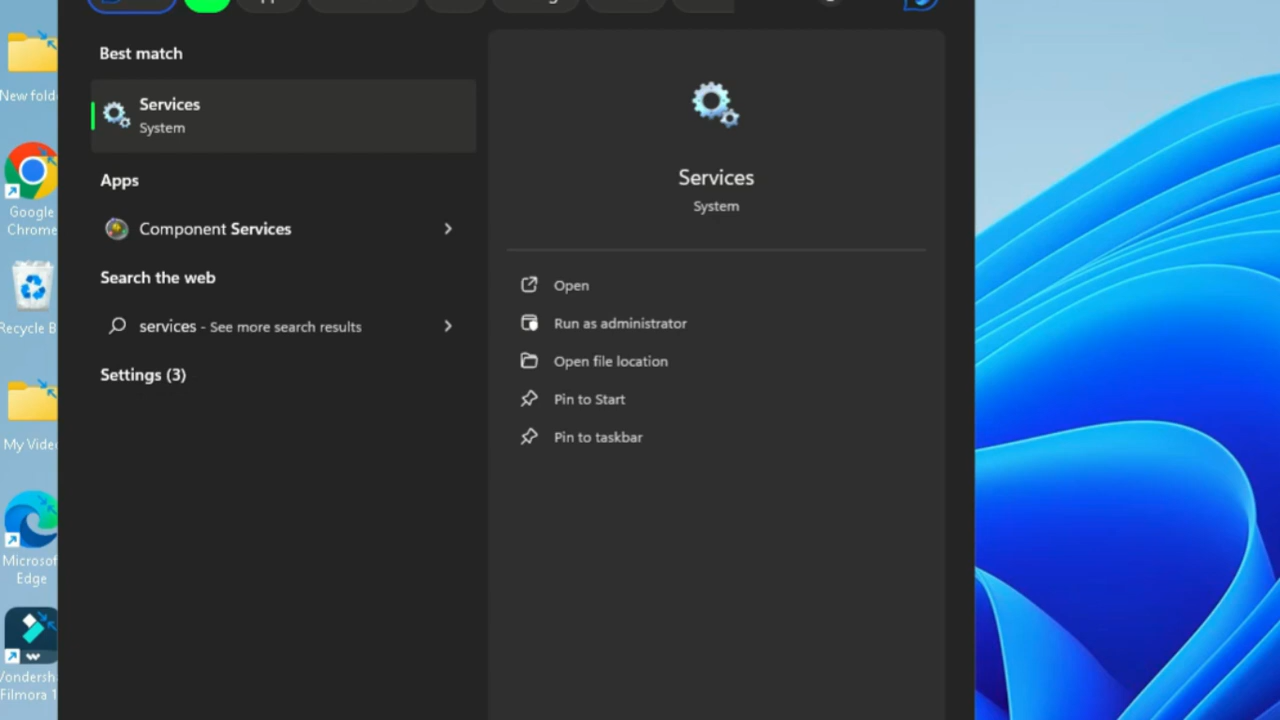 Best match
Services
System
Apps
Component Services
Search the web
services - See more search results
Settings (3)
Services
System
Open
Run as administrator
Open file location
Pin to Start
Pin to taskbar
New fold
Google
Chrome
Recycle B
My Vide
Microsof
Edge
Filmora 1